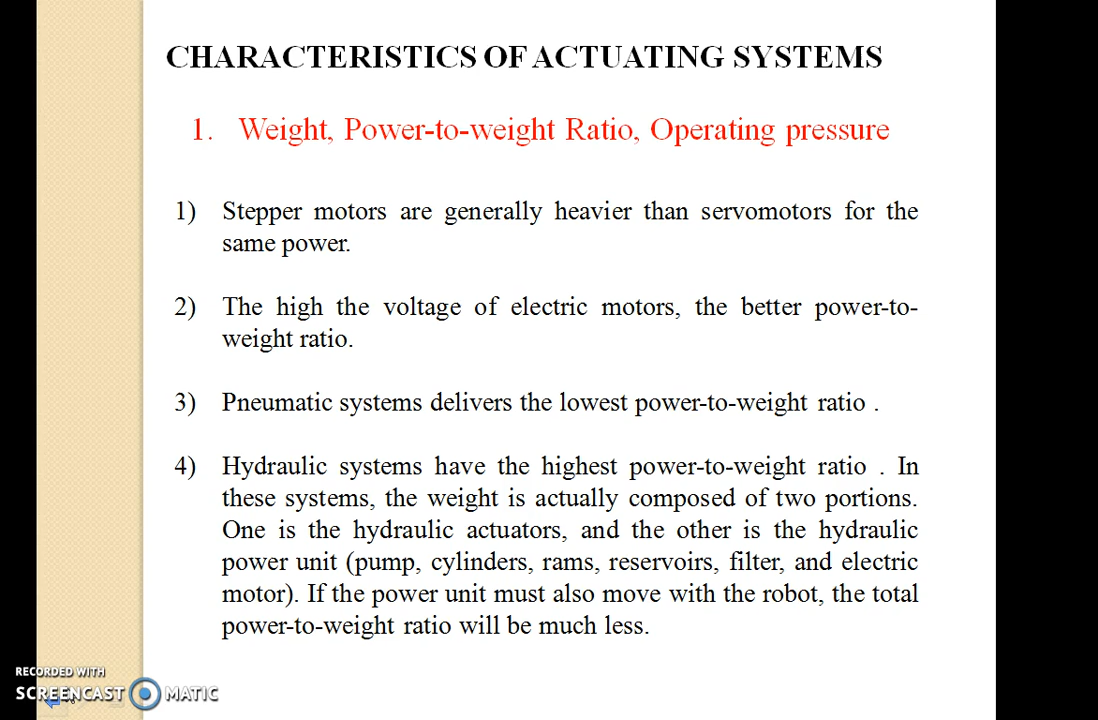 CHARACTERISTICS OF ACTUATING SYSTEMS
1. Weight, Power-to-weight Ratio, Operating pressure
1) Stepper motors are generally heavier than servomotors for the
same power.
2) The high the voltage of electric motors, the better power-to-
weight ratio.
3) Pneumatic systems delivers the lowest power-to-weight ratio .
4) Hydraulic systems have the highest power-to-weight ratio . In
these systems, the weight is actually composed of two portions.
One is the hydraulic actuators, and the other is the hydraulic
power unit (pump, cylinders, rams, reservoirs, filter, and electric
motor). If the power unit must also move with the robot, the total
power-to-weight ratio will be much less.
RECORDED WITH
SCREENCAST MATIC